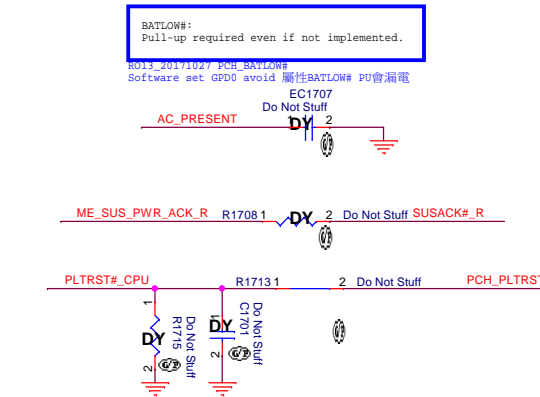 BATLOW#:
Pull-up required even if not implemented.
RO13_20171027 PCH_BATLOW#
Software set GPD0 avoid 屬性BATLOW# PU會漏電
EC1707
Do Not Stuff
AC_PRESENT
1 DY 2
G/P
ME_SUS_PWR_ACK_R R1708 1 DY 2 Do Not Stuff SUSACK#_R
G/P
PLTRST#_CPU R1713 1 2 Do Not Stuff PCH_PLTRST
G/P
1 DY 2
R1715
Do Not Stuff
G/P
1 DY 2
C1701
Do Not Stuff
G/P